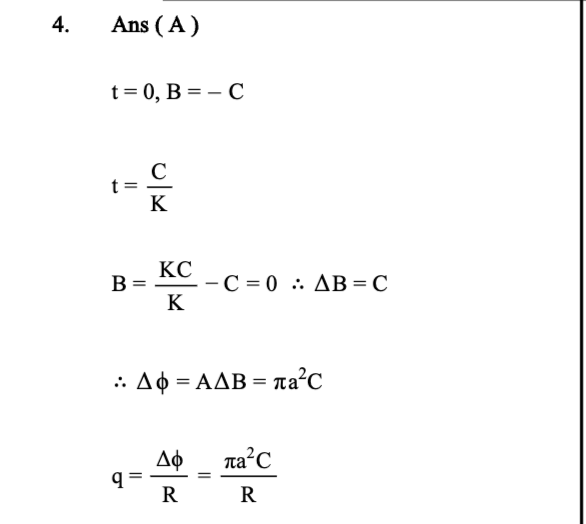 4. Ans ( A )
t = 0, B = – C
t = C/K
B = KC/K – C = 0 ∴ ΔB = C
∴ Δϕ = AΔB = πa²C
q = Δϕ/R = πa²C/R